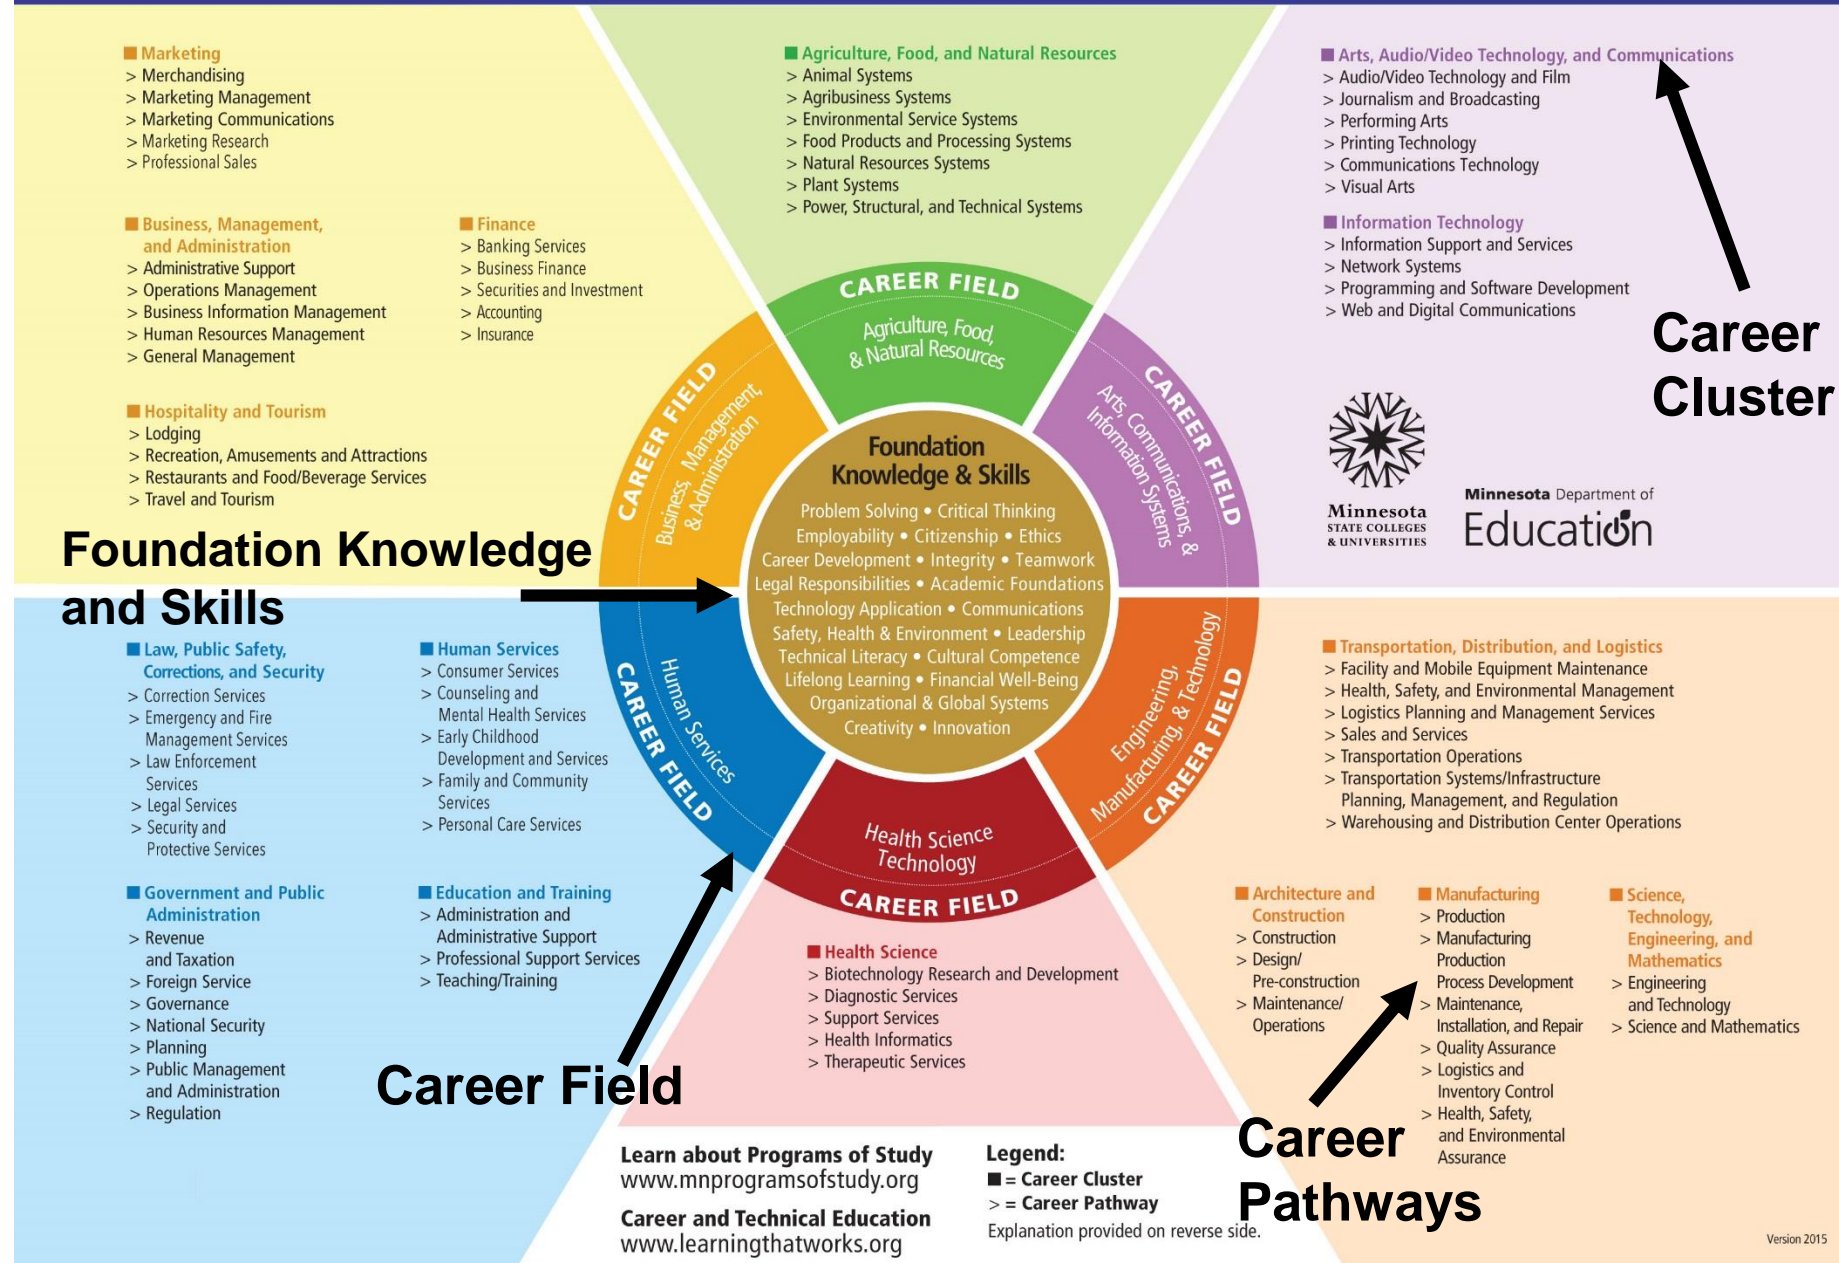 ■ Marketing
> Merchandising
> Marketing Management
> Marketing Communications
> Marketing Research
> Professional Sales
■ Business, Management,
and Administration
> Administrative Support
> Operations Management
> Business Information Management
> Human Resources Management
> General Management
■ Finance
> Banking Services
> Business Finance
> Securities and Investment
> Accounting
> Insurance
■ Hospitality and Tourism
> Lodging
> Recreation, Amusements and Attractions
> Restaurants and Food/Beverage Services
> Travel and Tourism
■ Agriculture, Food, and Natural Resources
> Animal Systems
> Agribusiness Systems
> Environmental Service Systems
> Food Products and Processing Systems
> Natural Resources Systems
> Plant Systems
> Power, Structural, and Technical Systems
■ Arts, Audio/Video Technology, and Communications
> Audio/Video Technology and Film
> Journalism and Broadcasting
> Performing Arts
> Printing Technology
> Communications Technology
> Visual Arts
■ Information Technology
> Information Support and Services
> Network Systems
> Programming and Software Development
> Web and Digital Communications
Career
Cluster
Minnesota
STATE COLLEGES
& UNIVERSITIES
Minnesota Department of
Education
CAREER FIELD
Business, Management,
& Administration
CAREER FIELD
Agriculture, Food,
& Natural Resources
CAREER FIELD
Arts, Communications, &
Information Systems
Foundation
Knowledge & Skills
Problem Solving • Critical Thinking
Employability • Citizenship • Ethics
Career Development • Integrity • Teamwork
Legal Responsibilities • Academic Foundations
Technology Application • Communications
Safety, Health & Environment • Leadership
Technical Literacy • Cultural Competence
Lifelong Learning • Financial Well-Being
Organizational & Global Systems
Creativity • Innovation
Foundation Knowledge
and Skills
CAREER FIELD
Human Services
Health Science
Technology
CAREER FIELD
Engineering,
Manufacturing, & Technology
CAREER FIELD
■ Law, Public Safety,
Corrections, and Security
> Correction Services
> Emergency and Fire
Management Services
> Law Enforcement
Services
> Legal Services
> Security and
Protective Services
■ Human Services
> Consumer Services
> Counseling and
Mental Health Services
> Early Childhood
Development and Services
> Family and Community
Services
> Personal Care Services
■ Government and Public
Administration
> Revenue
and Taxation
> Foreign Service
> Governance
> National Security
> Planning
> Public Management
and Administration
> Regulation
■ Education and Training
> Administration and
Administrative Support
> Professional Support Services
> Teaching/Training
Career Field
■ Health Science
> Biotechnology Research and Development
> Diagnostic Services
> Support Services
> Health Informatics
> Therapeutic Services
■ Transportation, Distribution, and Logistics
> Facility and Mobile Equipment Maintenance
> Health, Safety, and Environmental Management
> Logistics Planning and Management Services
> Sales and Services
> Transportation Operations
> Transportation Systems/Infrastructure
Planning, Management, and Regulation
> Warehousing and Distribution Center Operations
■ Architecture and
Construction
> Construction
> Design/
Pre-construction
> Maintenance/
Operations
■ Manufacturing
> Production
> Manufacturing
Production
Process Development
> Maintenance,
Installation, and Repair
> Quality Assurance
> Logistics and
Inventory Control
> Health, Safety,
and Environmental
Assurance
■ Science,
Technology,
Engineering, and
Mathematics
> Engineering
and Technology
> Science and Mathematics
Career
Pathways
Learn about Programs of Study
www.mnprogramsofstudy.org
Career and Technical Education
www.learningthatworks.org
Legend:
■ = Career Cluster
> = Career Pathway
Explanation provided on reverse side.
Version 2015